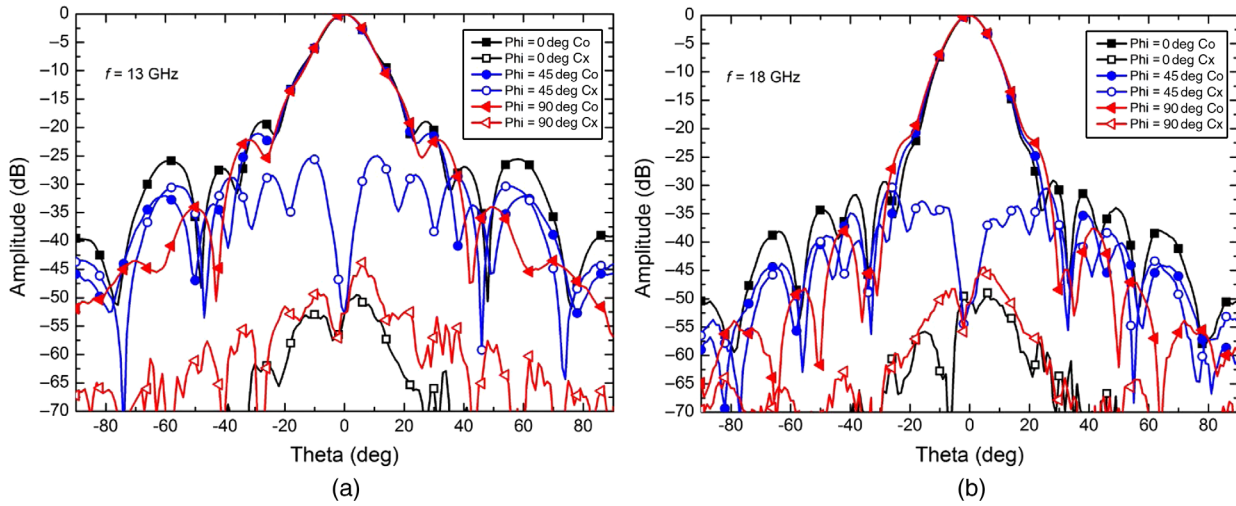 0
−5
−10
−15
−20
−25
−30
−35
−40
−45
−50
−55
−60
−65
−70
Amplitude (dB)
f = 13 GHz
Phi = 0 deg Co
Phi = 0 deg Cx
Phi = 45 deg Co
Phi = 45 deg Cx
Phi = 90 deg Co
Phi = 90 deg Cx
-80 -60 -40 -20 0 20 40 60 80
Theta (deg)
(a)
0
−5
−10
−15
−20
−25
−30
−35
−40
−45
−50
−55
−60
−65
−70
Amplitude (dB)
f = 18 GHz
Phi = 0 deg Co
Phi = 0 deg Cx
Phi = 45 deg Co
Phi = 45 deg Cx
Phi = 90 deg Co
Phi = 90 deg Cx
-80 -60 -40 -20 0 20 40 60 80
Theta (deg)
(b)